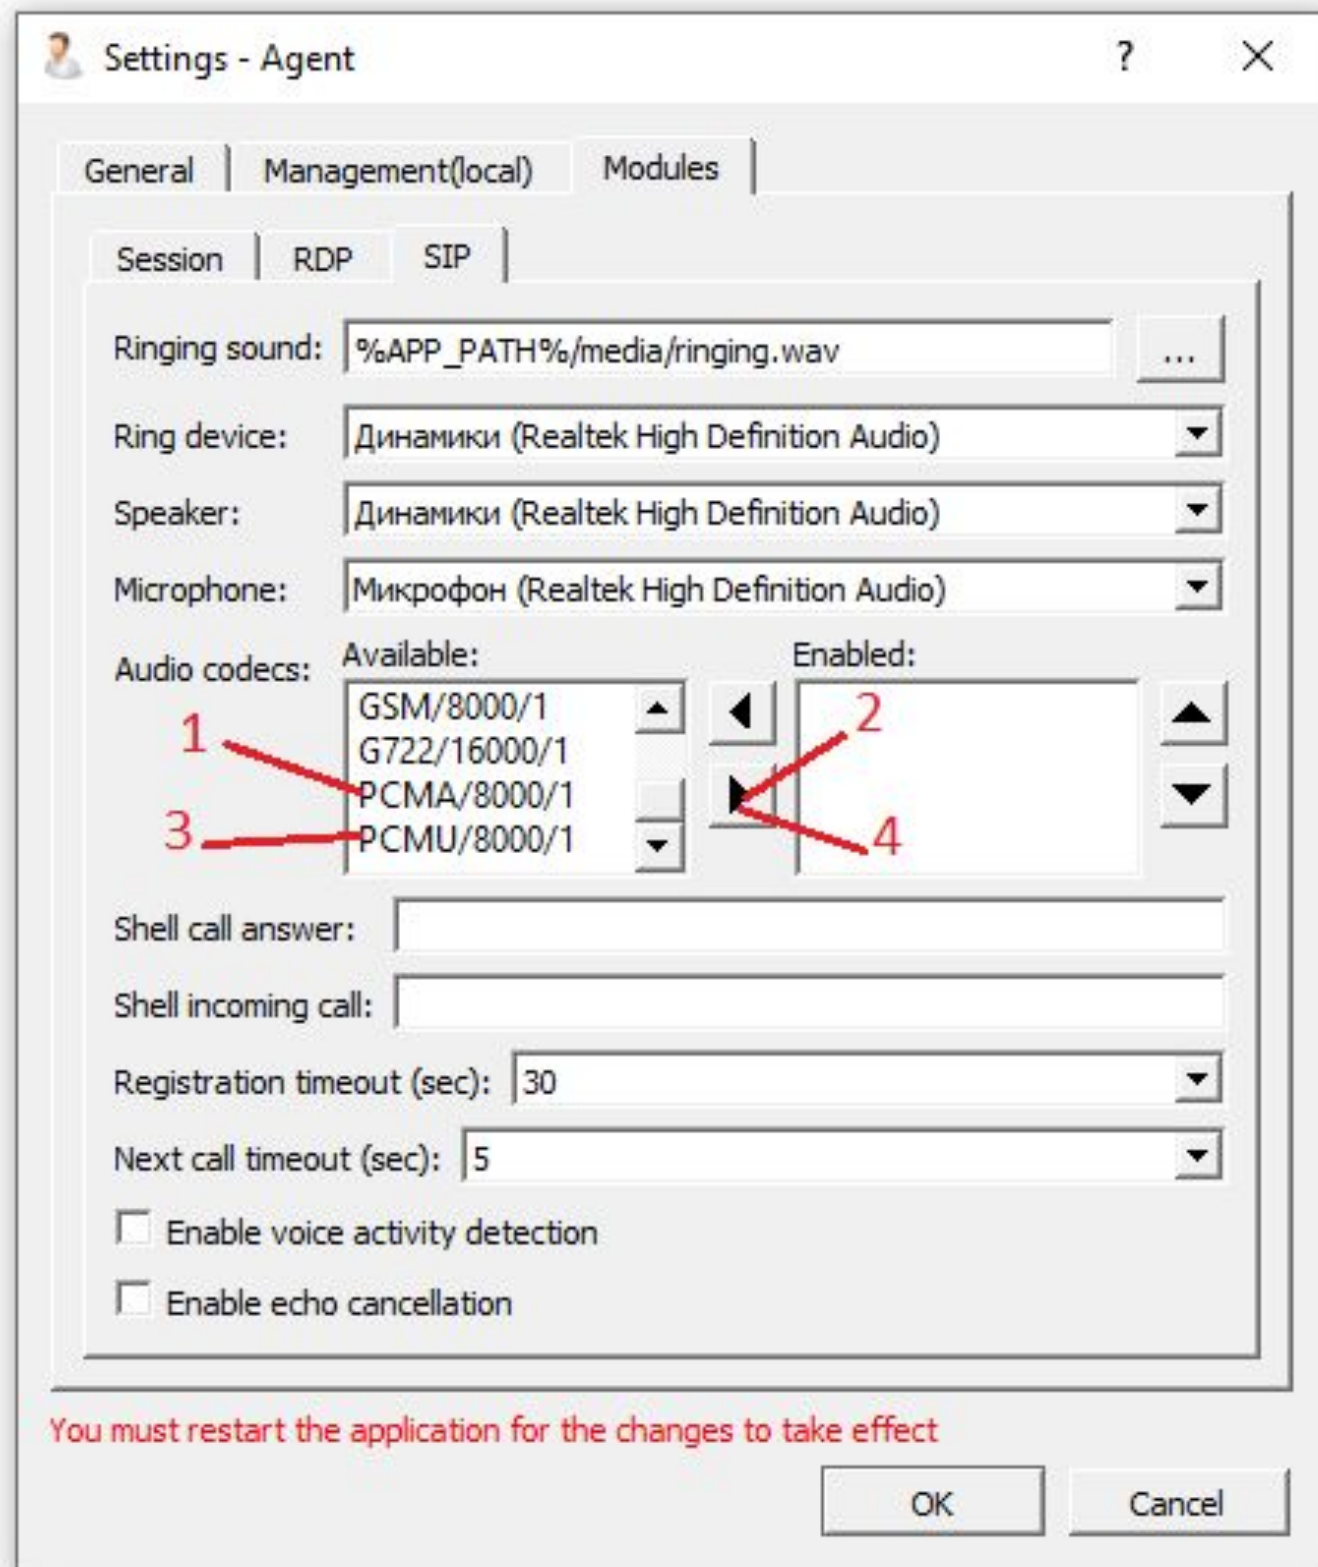 Settings - Agent
?
General
Management(local)
Modules
Session
RDP
SIP
Ringing sound: %APP_PATH%/media/ringing.wav ...
Ring device: Динамики (Realtek High Definition Audio)
Speaker: Динамики (Realtek High Definition Audio)
Microphone: Микрофон (Realtek High Definition Audio)
Audio codecs:
Available:
Enabled:
GSM/8000/1
G722/16000/1
PCMA/8000/1
PCMU/8000/1
1
2
3
4
Shell call answer:
Shell incoming call:
Registration timeout (sec): 30
Next call timeout (sec): 5
Enable voice activity detection
Enable echo cancellation
You must restart the application for the changes to take effect
OK
Cancel